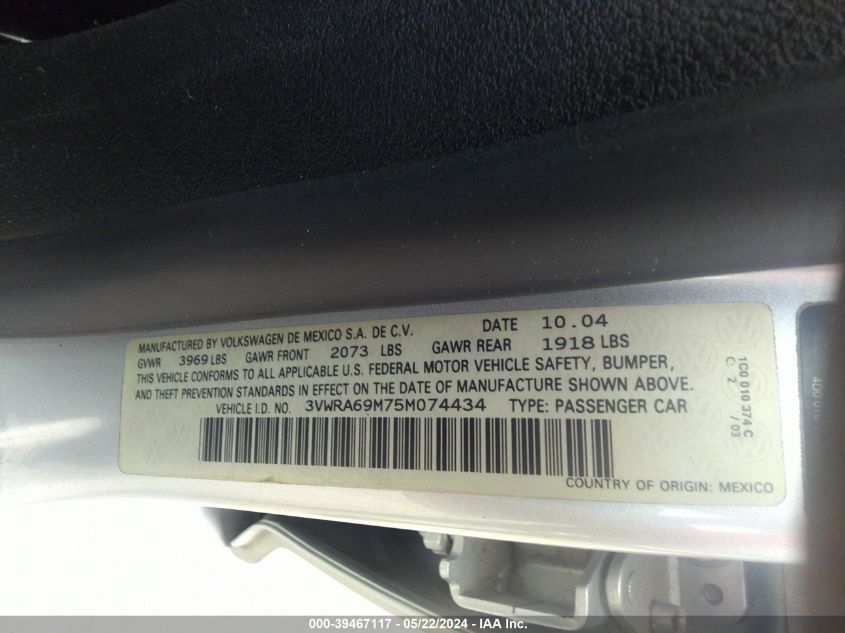 MANUFACTURED BY VOLKSWAGEN DE MEXICO S.A. DE C.V. DATE 10.04
GVWR 3969 LBS GAWR FRONT 2073 LBS GAWR REAR 1918 LBS
THIS VEHICLE CONFORMS TO ALL APPLICABLE U.S. FEDERAL MOTOR VEHICLE SAFETY, BUMPER,
AND THEFT PREVENTION STANDARDS IN EFFECT ON THE DATE OF MANUFACTURE SHOWN ABOVE.
VEHICLE I.D. NO. 3VWRA69M75M074434 TYPE: PASSENGER CAR
COUNTRY OF ORIGIN: MEXICO
1C0 010 374 C
C: 2 /03
000-39467117 - 05/22/2024 - IAA Inc.